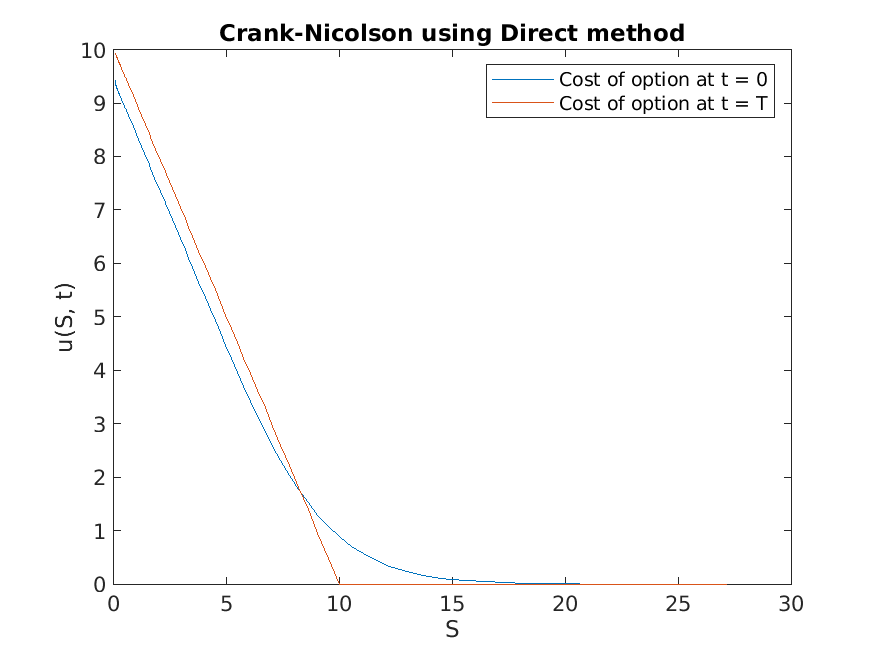 Crank-Nicolson using Direct method
Cost of option at t = 0
Cost of option at t = T
10
9
8
7
6
5
4
3
2
1
0
u(S, t)
0 5 10 15 20 25 30
S